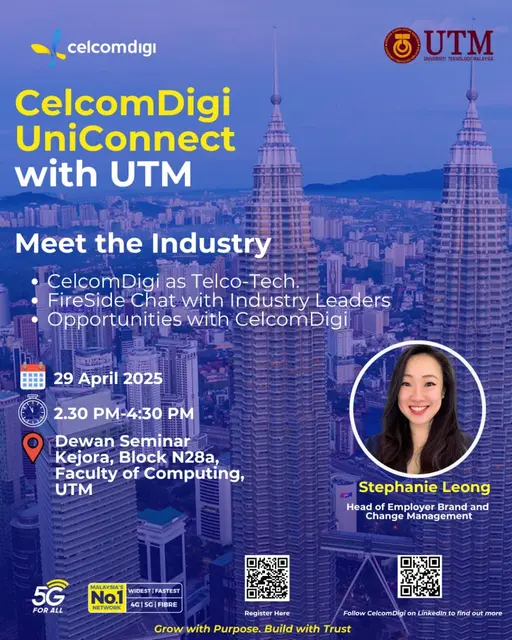 celcomdigi
UTM
UNIVERSITI TEKNOLOGI MALAYSIA
CelcomDigi
UniConnect
with UTM
Meet the Industry
• CelcomDigi as Telco-Tech.
• FireSide Chat with Industry Leaders
• Opportunities with CelcomDigi
29 April 2025
2.30 PM-4:30 PM
Dewan Seminar
Kejora, Block N28a,
Faculty of Computing,
UTM
Stephanie Leong
Head of Employer Brand and
Change Management
5G
FOR ALL
MALAYSIA'S
No.1
NETWORK
WIDEST | FASTEST
4G | 5G | FIBRE
Register Here
Follow CelcomDigi on LinkedIn to find out more
Grow with Purpose. Build with Trust